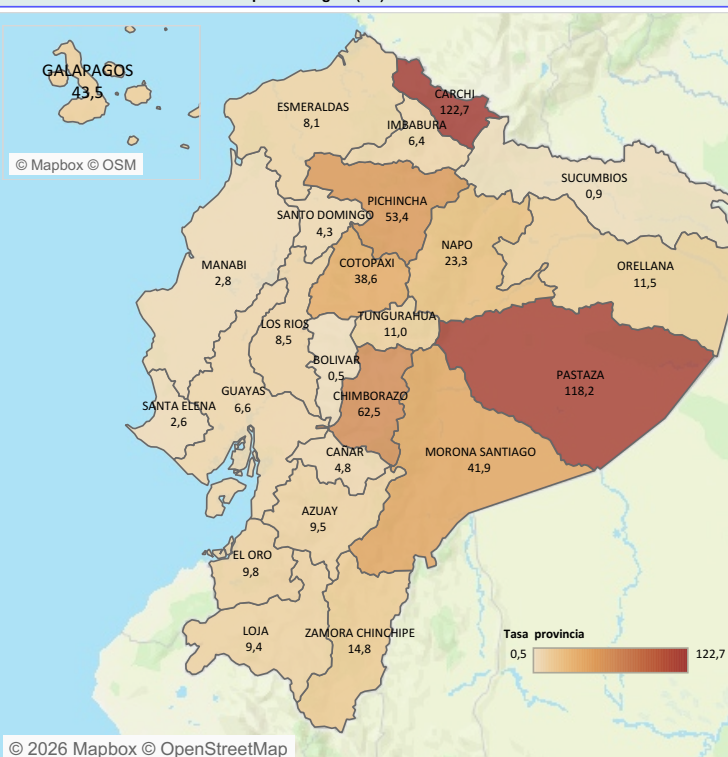 GALAPAGOS
43,5
© Mapbox © OSM
ESMERALDAS
8,1
CARCHI
122,7
IMBABURA
6,4
SUCUMBIOS
0,9
PICHINCHA
53,4
SANTO DOMINGO
4,3
NAPO
23,3
MANABI
2,8
COTOPAXI
38,6
ORELLANA
11,5
LOS RIOS
8,5
TUNGURAHUA
11,0
BOLIVAR
0,5
PASTAZA
118,2
GUAYAS
6,6
CHIMBORAZO
62,5
SANTA ELENA
2,6
CAÑAR
4,8
MORONA SANTIAGO
41,9
AZUAY
9,5
EL ORO
9,8
LOJA
9,4
ZAMORA CHINCHIPE
14,8
Tasa provincia
0,5 122,7
© 2026 Mapbox © OpenStreetMap